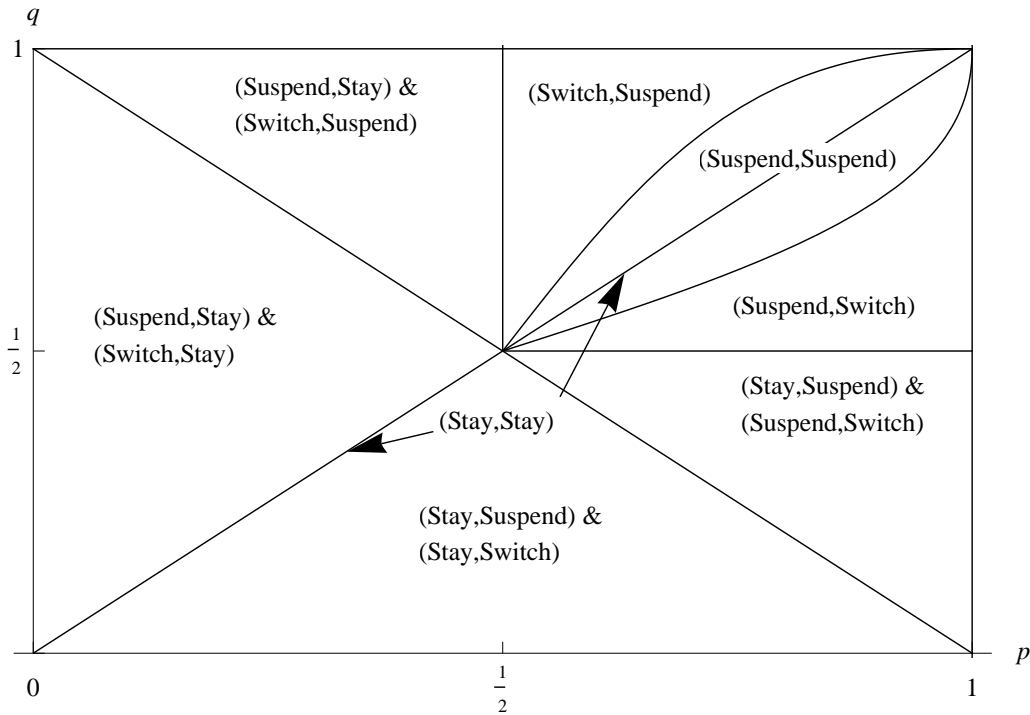 q
1
(Suspend,Stay) &
(Switch,Suspend)
(Switch,Suspend)
(Suspend,Suspend)
(Suspend,Stay) &
(Switch,Stay)
(Suspend,Switch)
1/2
(Stay,Suspend) &
(Suspend,Switch)
(Stay,Stay)
(Stay,Suspend) &
(Stay,Switch)
p
0
1/2
1